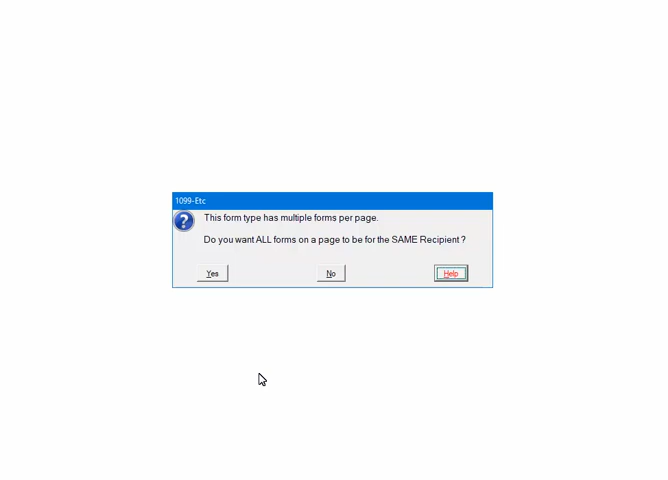 1099-Etc
This form type has multiple forms per page.
Do you want ALL forms on a page to be for the SAME Recipient ?
Yes
No
Help